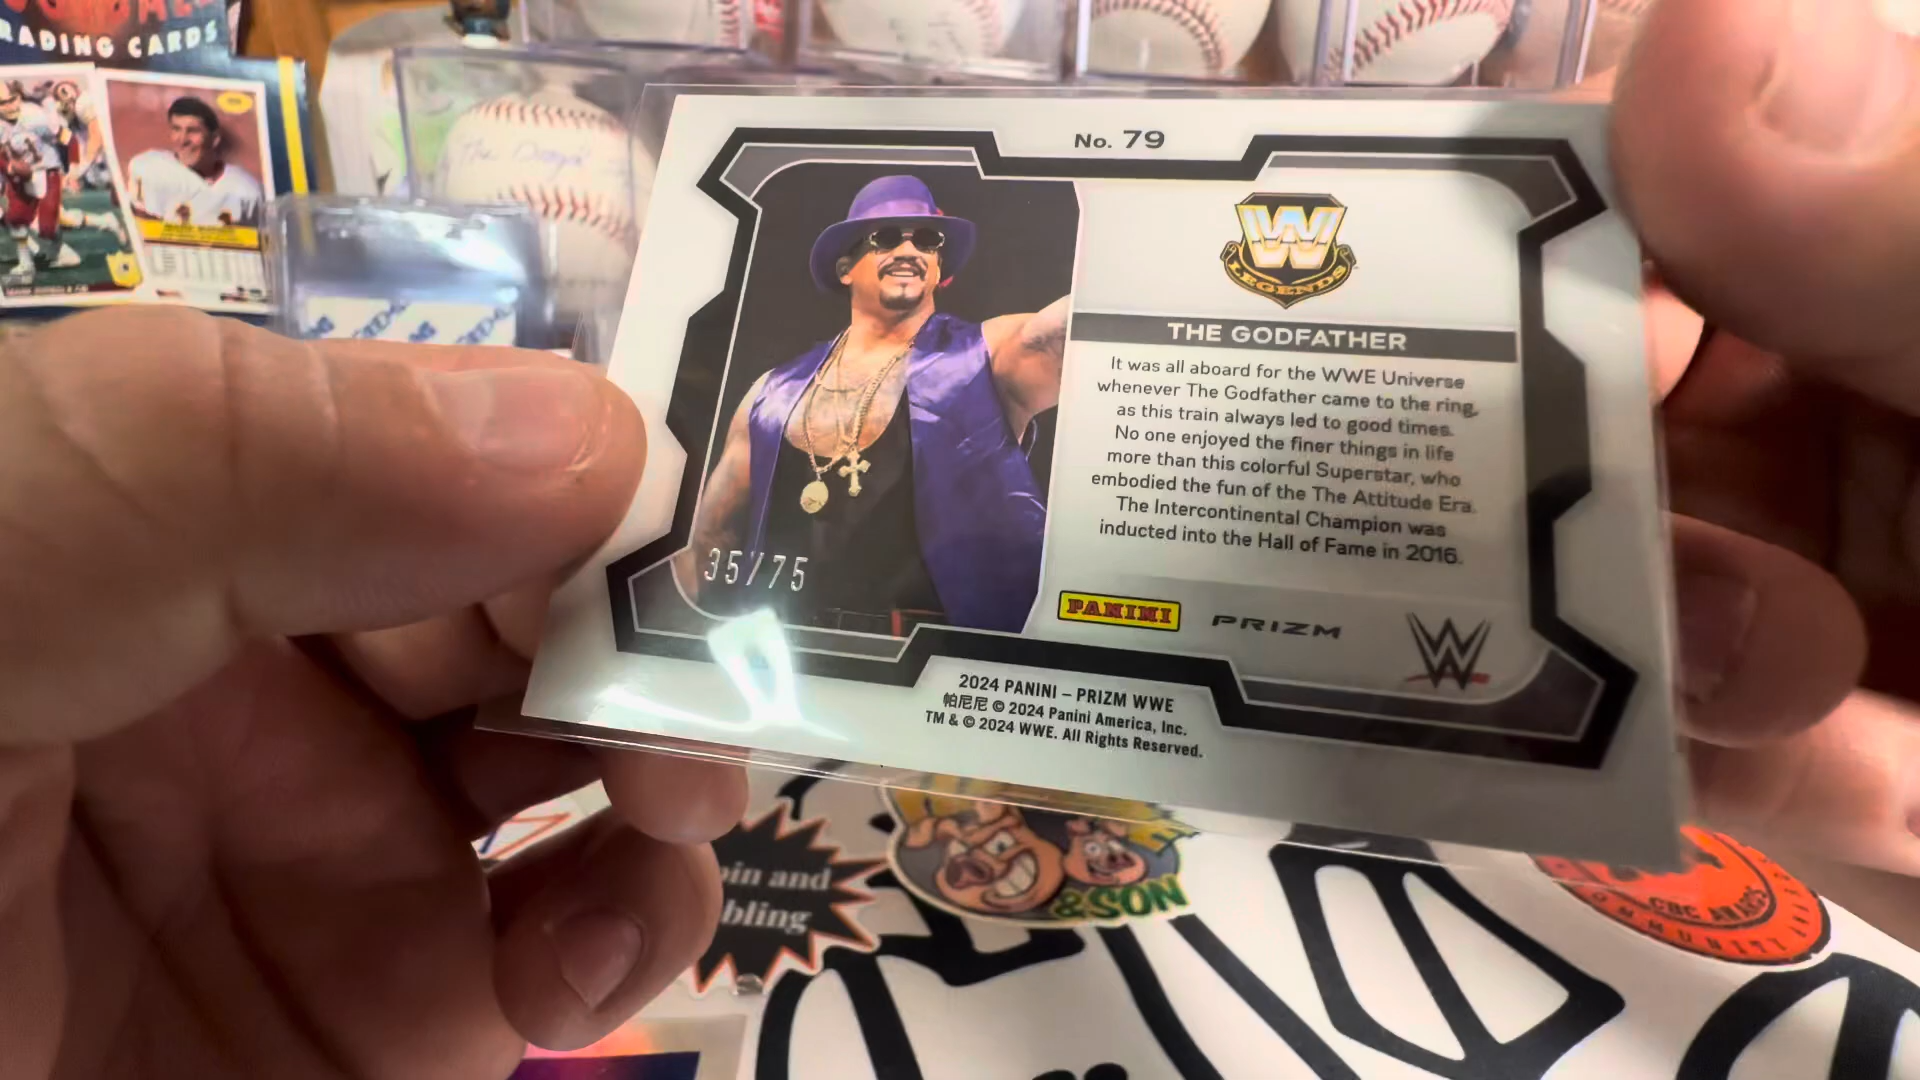 TRADING CARDS
No. 79
LEGENDS
THE GODFATHER
It was all aboard for the WWE Universe
whenever The Godfather came to the ring,
as this train always led to good times.
No one enjoyed the finer things in life
more than this colorful Superstar, who
embodied the fun of the The Attitude Era.
The Intercontinental Champion was
inducted into the Hall of Fame in 2016.
35/75
PANINI
PRIZM
W
2024 PANINI – PRIZM WWE
帕尼尼 © 2024 Panini America, Inc.
TM & © 2024 WWE. All Rights Reserved.
and
& SON
CBC AWARDS